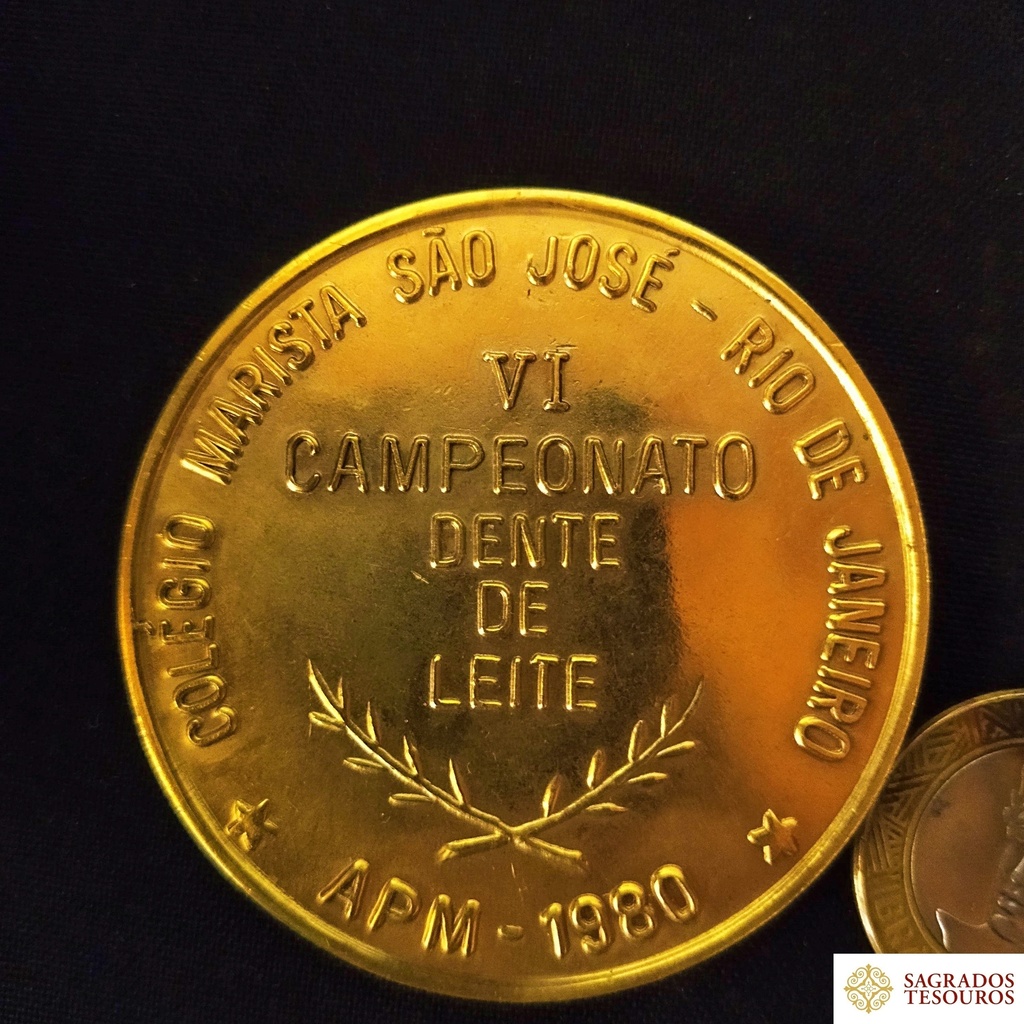 COLÉGIO MARISTA SÃO JOSÉ - RIO DE JANEIRO
VI
CAMPEONATO
DENTE
DE
LEITE
APM - 1980
SAGRADOS
TESOUROS